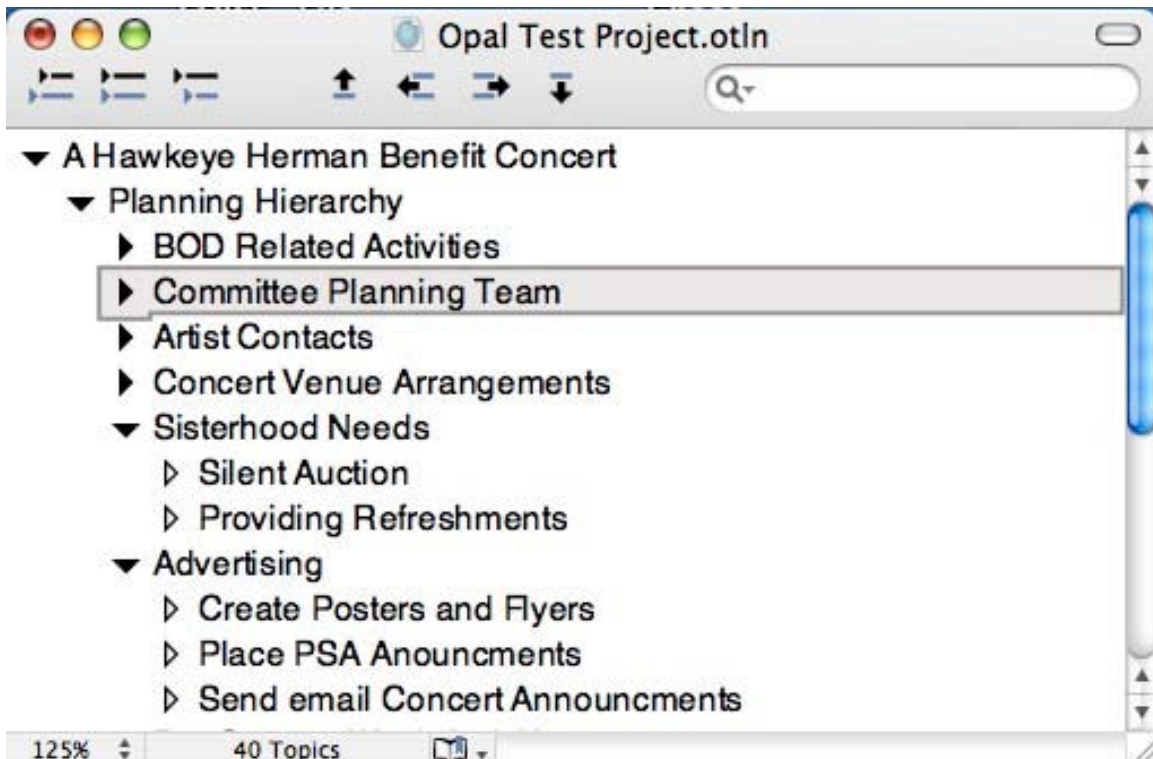 Opal Test Project.otln
A Hawkeye Herman Benefit Concert
Planning Hierarchy
BOD Related Activities
Committee Planning Team
Artist Contacts
Concert Venue Arrangements
Sisterhood Needs
Silent Auction
Providing Refreshments
Advertising
Create Posters and Flyers
Place PSA Anouncments
Send email Concert Announcments
125% 40 Topics